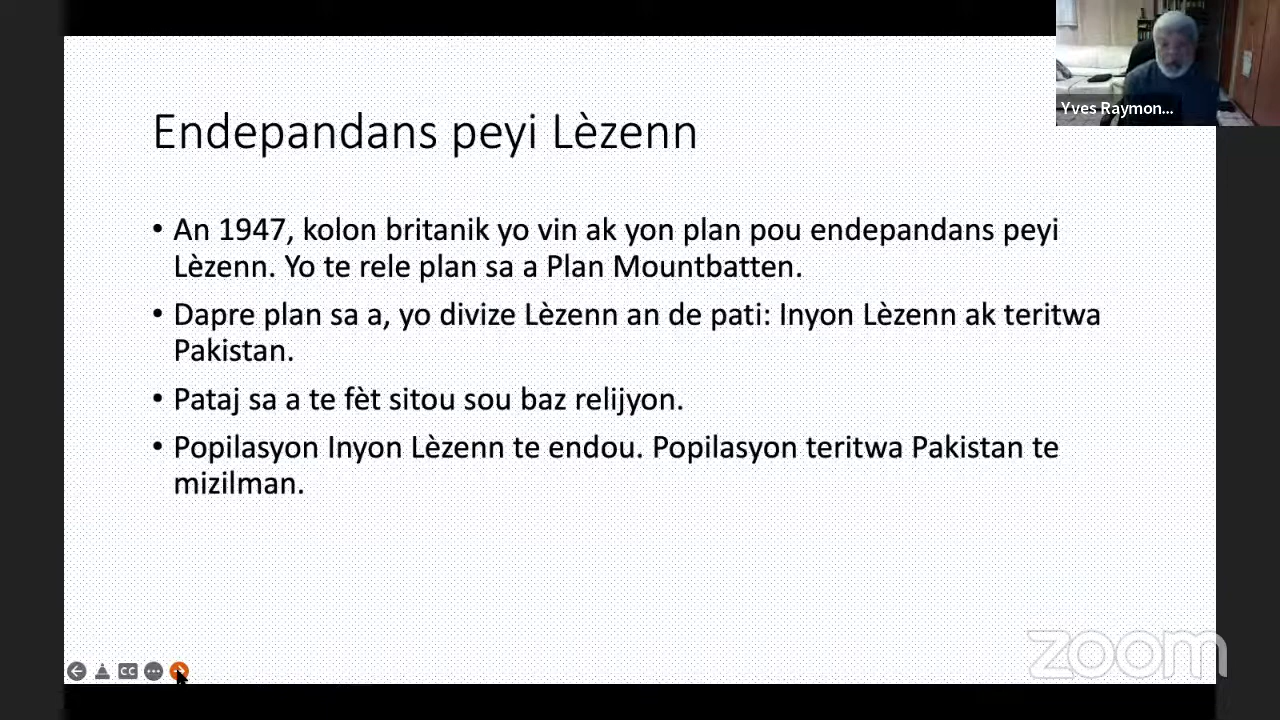 Yves Raymon...
Endepandans peyi Lèzenn
• An 1947, kolon britanik yo vin ak yon plan pou endepandans peyi
Lèzenn. Yo te rele plan sa a Plan Mountbatten.
• Dapre plan sa a, yo divize Lèzenn an de pati: Inyon Lèzenn ak teritwa
Pakistan.
• Pataj sa a te fèt sitou sou baz relijyon.
• Popilasyon Inyon Lèzenn te endou. Popilasyon teritwa Pakistan te
mizilman.
CC
zoom